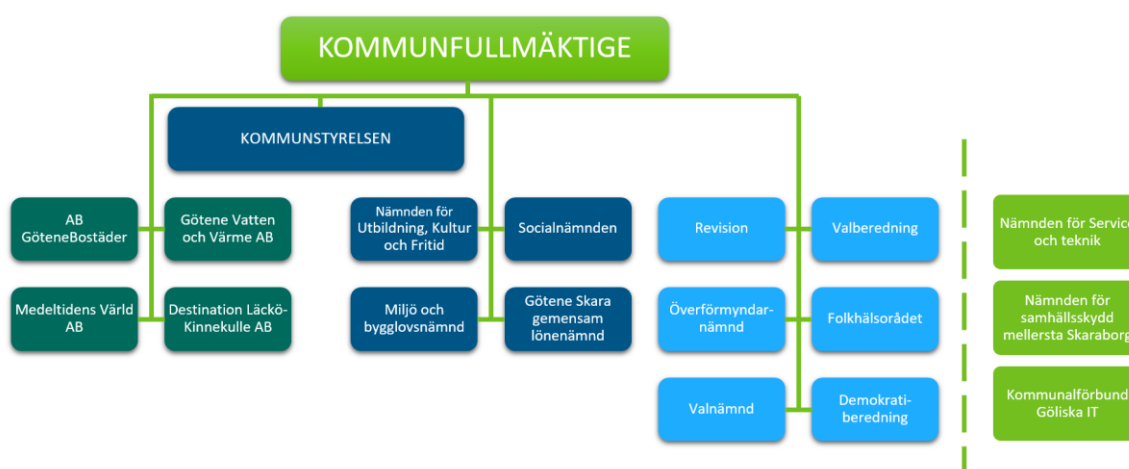 KOMMUNFULLMÄKTIGE
KOMMUNSTYRELSEN
AB
GöteneBostäder
Götene Vatten
och Värme AB
Medeltidens Värld
AB
Destination Läckö-
Kinnekulle AB
Nämnden för
Utbildning, Kultur
och Fritid
Socialnämnden
Miljö och
bygglovsnämnd
Götene Skara
gemensam
lönenämnd
Revision
Valberedning
Överförmyndar-
nämnd
Folkhälsorådet
Valnämnd
Demokrati-
beredning
Nämnden för Service
och teknik
Nämnden för
samhällsskydd
mellersta Skaraborg
Kommunalförbund
Göliska IT